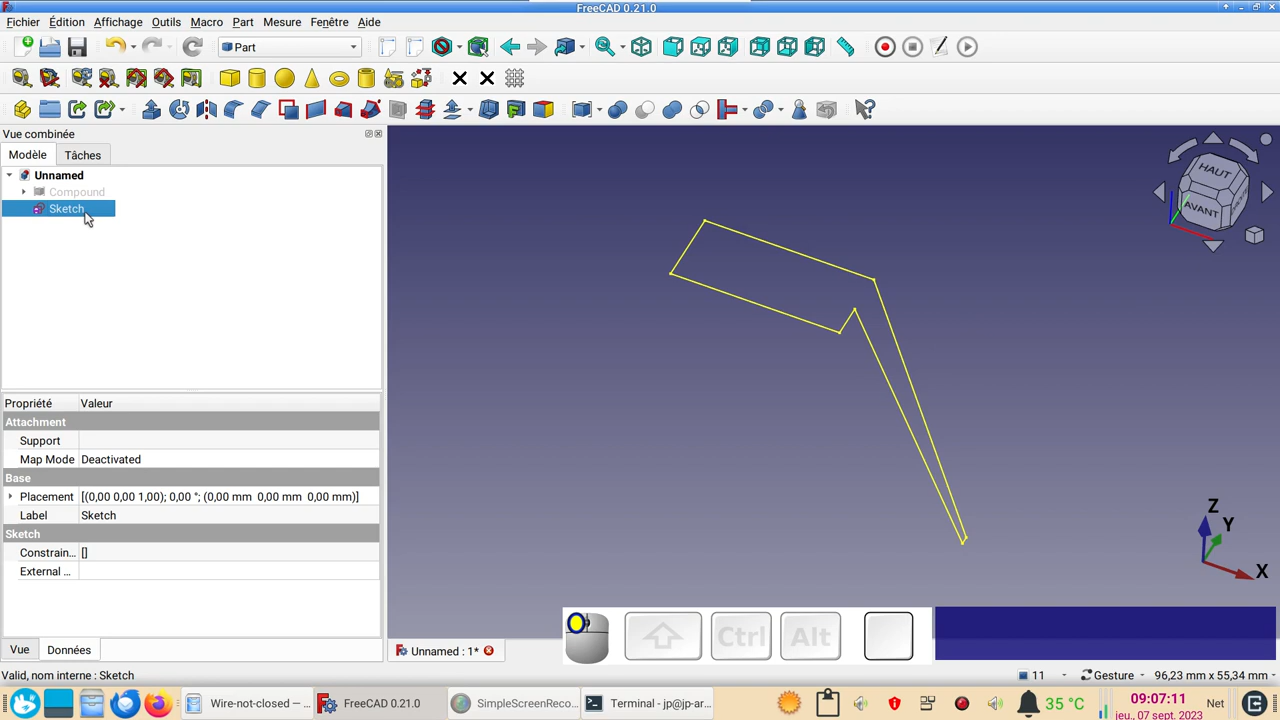 FreeCAD 0.21.0
Fichier Édition Affichage Outils Macro Part Mesure Fenêtre Aide
Part
Vue combinée
Modèle Tâches
Unnamed
Compound
Sketch
HAUT
AVANT
Propriété Valeur
Attachment
Support
Map Mode Deactivated
Base
Placement [(0,00 0,00 1,00); 0,00 °; (0,00 mm 0,00 mm 0,00 mm)]
Label Sketch
Sketch
Constrain... []
External ...
Z
Y
X
Ctrl Alt
Vue Données
Unnamed : 1*
Valid, nom interne : Sketch
11 Gesture 96,23 mm x 55,34 mm
Wire-not-closed ... FreeCAD 0.21.0 SimpleScreenReco... Terminal - jp@jp-ar...
35 °C
09:07:11
jeu., 07 sept. 2023
Net